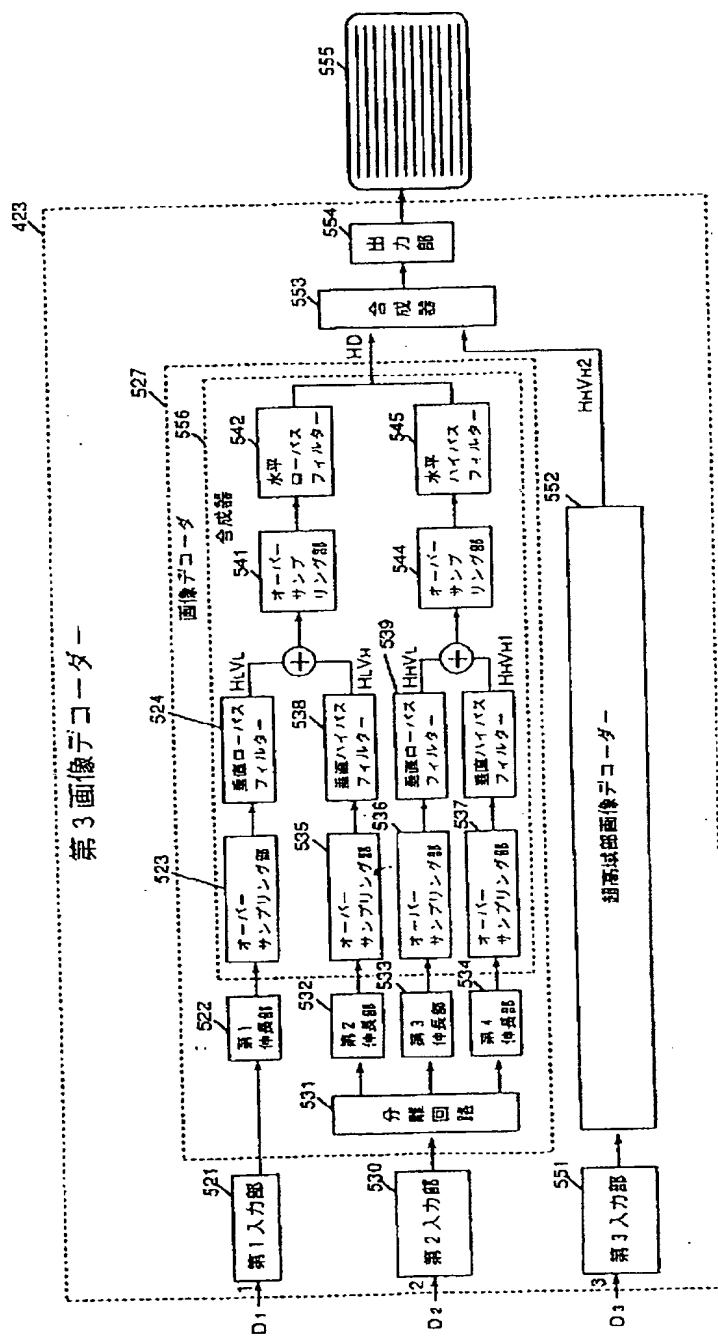 第3画像デコーダー
423
527
画像デコーダ
556
合成器
D1
1
521
第1入力部
522
第1
伸長部
523
オーバー
サンプリング部
524
垂直ローパス
フィルター
HLVL
541
オーバー
サンプ
リング部
542
水平
ローパス
フィルター
D2
2
530
第2入力部
531
分離回路
532
第2
伸長部
535
オーバー
サンプリング部
538
垂直ハイパス
フィルター
HLVH
533
第3
伸長部
536
オーバー
サンプリング部
539
垂直ローパス
フィルター
HHVL
534
第4
伸長部
537
オーバー
サンプリング部
垂直ハイパス
フィルター
HHVH1
544
オーバー
サンプ
リング部
545
水平
ハイパス
フィルター
HD
D3
3
551
第3入力部
552
超高域部画像デコーダー
HHVH2
553
合成器
554
出力部
555